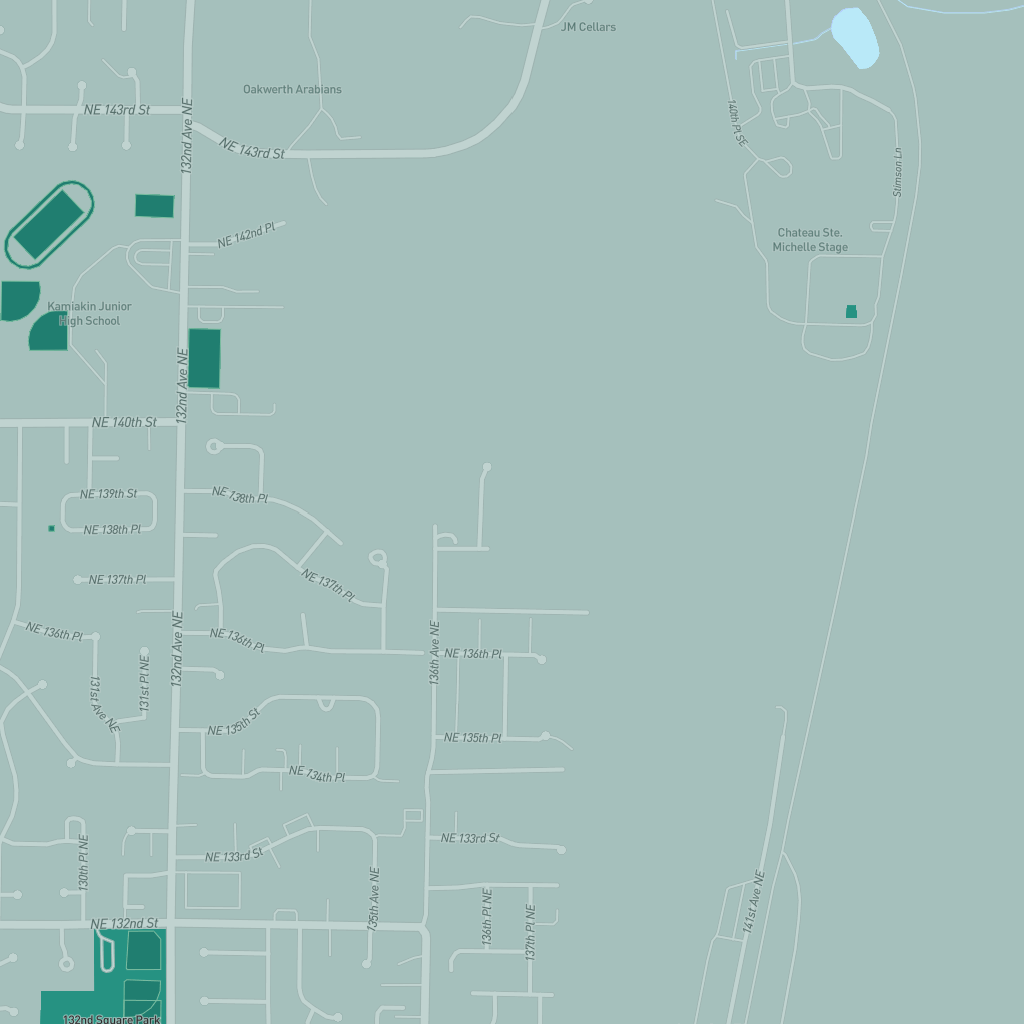 JM Cellars
Oakwerth Arabians
NE 143rd St
132nd Ave NE
NE 143rd St
140th Pl SE
Stimson Ln
NE 142nd Pl
Chateau Ste.
Michelle Stage
Kamiakin Junior
High School
132nd Ave NE
NE 140th St
NE 139th St
NE 138th Pl
NE 138th Pl
NE 137th Pl
NE 137th Pl
NE 136th Pl
NE 136th Pl
132nd Ave NE
136th Ave NE
NE 136th Pl
131st Pl NE
131st Ave NE
NE 135th St
NE 135th Pl
NE 134th Pl
NE 133rd St
NE 133rd St
130th Pl NE
135th Ave NE
136th Pl NE
137th Pl NE
141st Ave NE
NE 132nd St
132nd Square Park